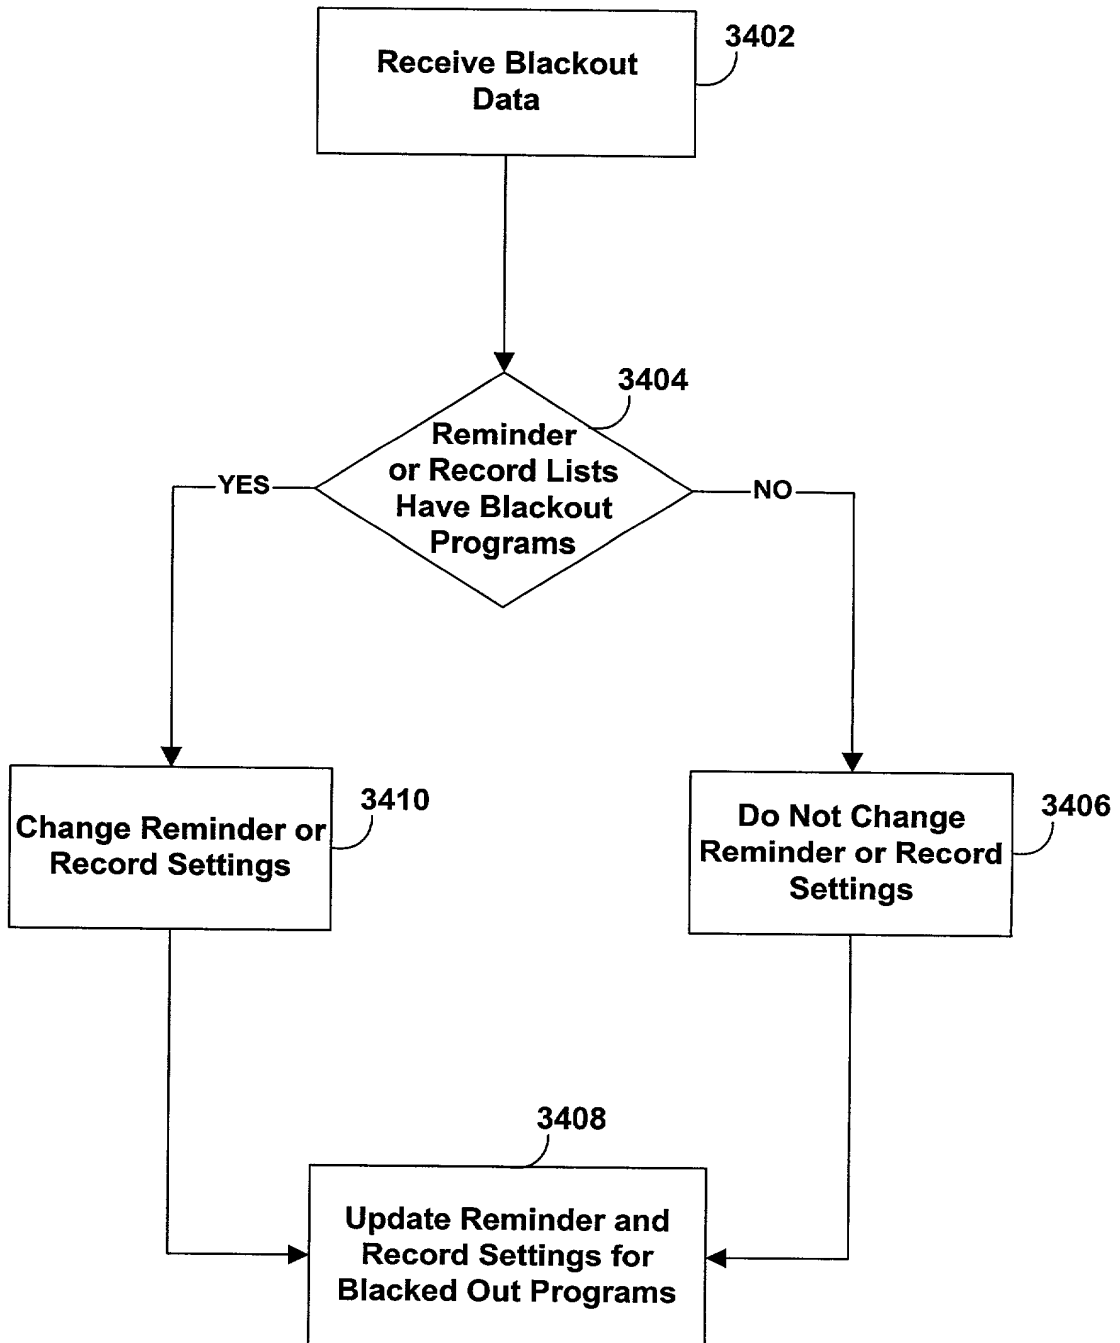 3402
Receive Blackout
Data
3404
Reminder
or Record Lists
Have Blackout
Programs
YES
NO
3410
Change Reminder or
Record Settings
3406
Do Not Change
Reminder or Record
Settings
3408
Update Reminder and
Record Settings for
Blacked Out Programs